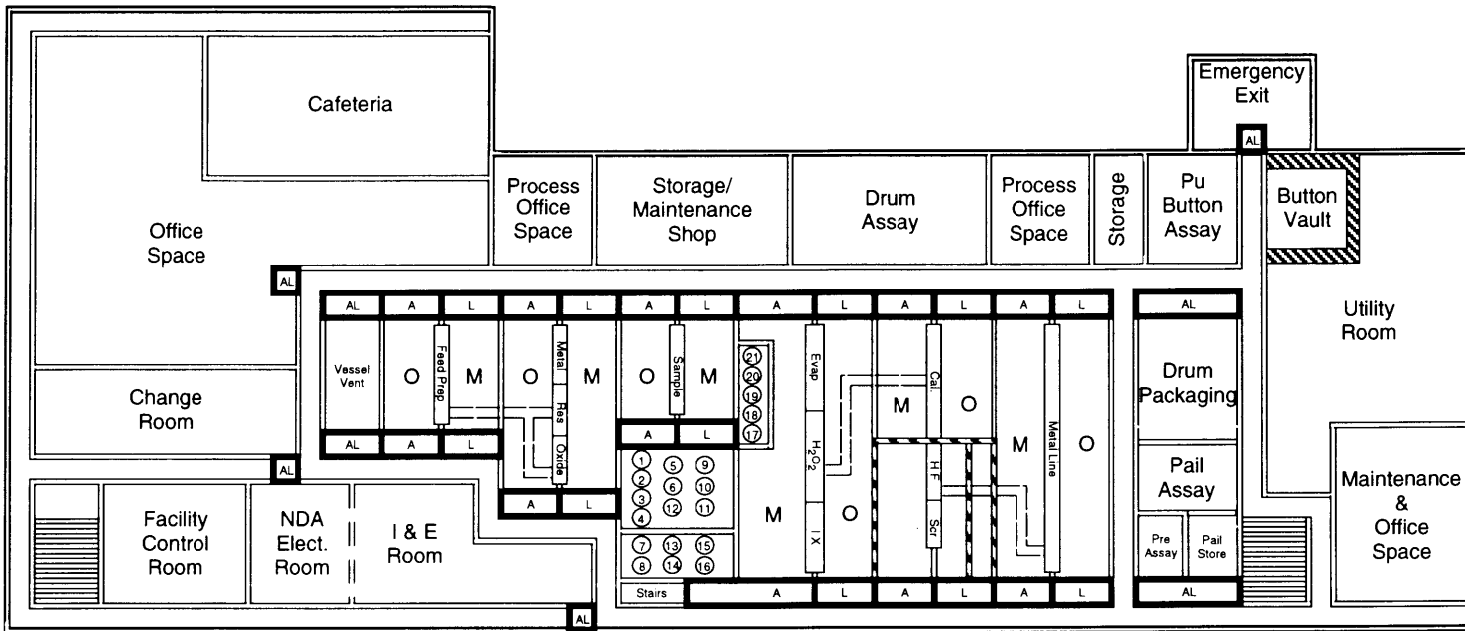 Cafeteria
Office
Space
Change
Room
Process
Office
Space
Storage/
Maintenance
Shop
Drum
Assay
Process
Office
Space
Storage
Pu
Button
Assay
Emergency
Exit
AL
Button
Vault
Utility
Room
AL
AL A L A L A L A L A L A L
AL
Vessel
Vent
O
Feed Prep
M
O
Metal
Res
Oxide
M
O
Sample
M
21
20
19
18
17
Evap
H2O2
I X
M
O
Cal.
M
O
H F
Scr
M
Metal Line
O
Drum
Packaging
Pail
Assay
Pre
Assay
Pail
Store
AL A L
A L
A L
AL
1 5 9
2 6 10
3 12 11
4
7 13 15
8 14 16
Stairs
A L A L A L
AL
Facility
Control
Room
NDA
Elect.
Room
I & E
Room
AL
Maintenance
&
Office
Space